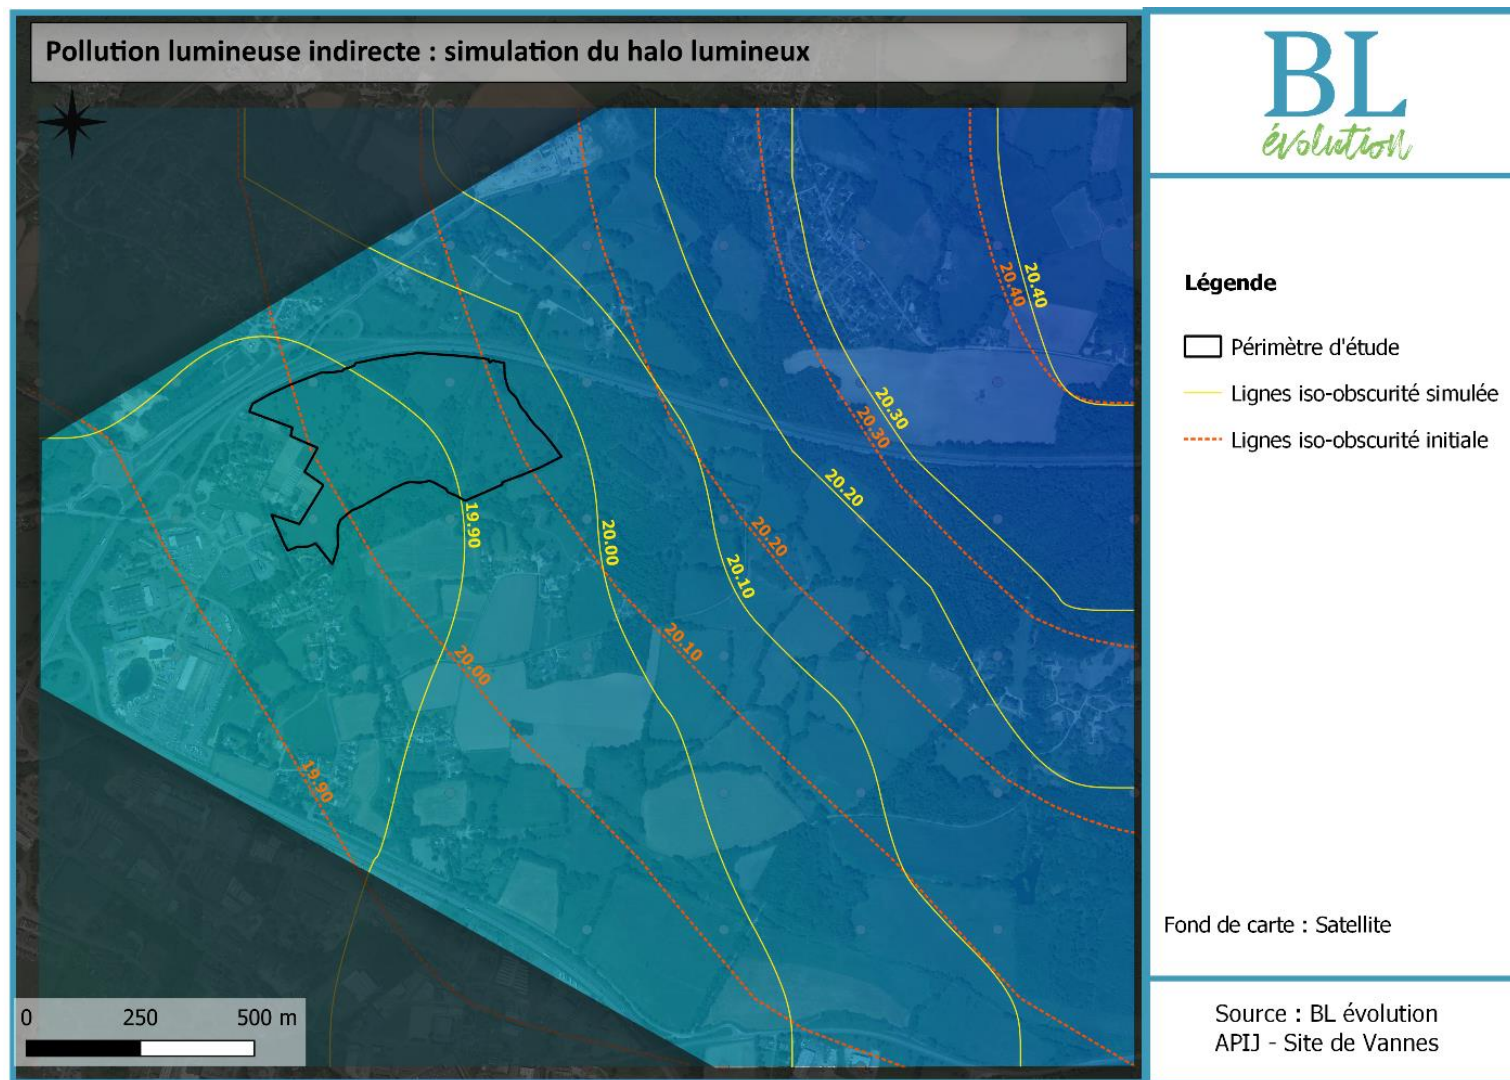 Pollution lumineuse indirecte : simulation du halo lumineux
BL
évolution
Légende
Périmètre d'étude
Lignes iso-obscurité simulée
Lignes iso-obscurité initiale
20.40
20.40
20.30
20.30
20.20
20.20
19.90
20.00
20.10
20.10
20.00
19.90
0 250 500 m
Fond de carte : Satellite
Source : BL évolution
APIJ - Site de Vannes